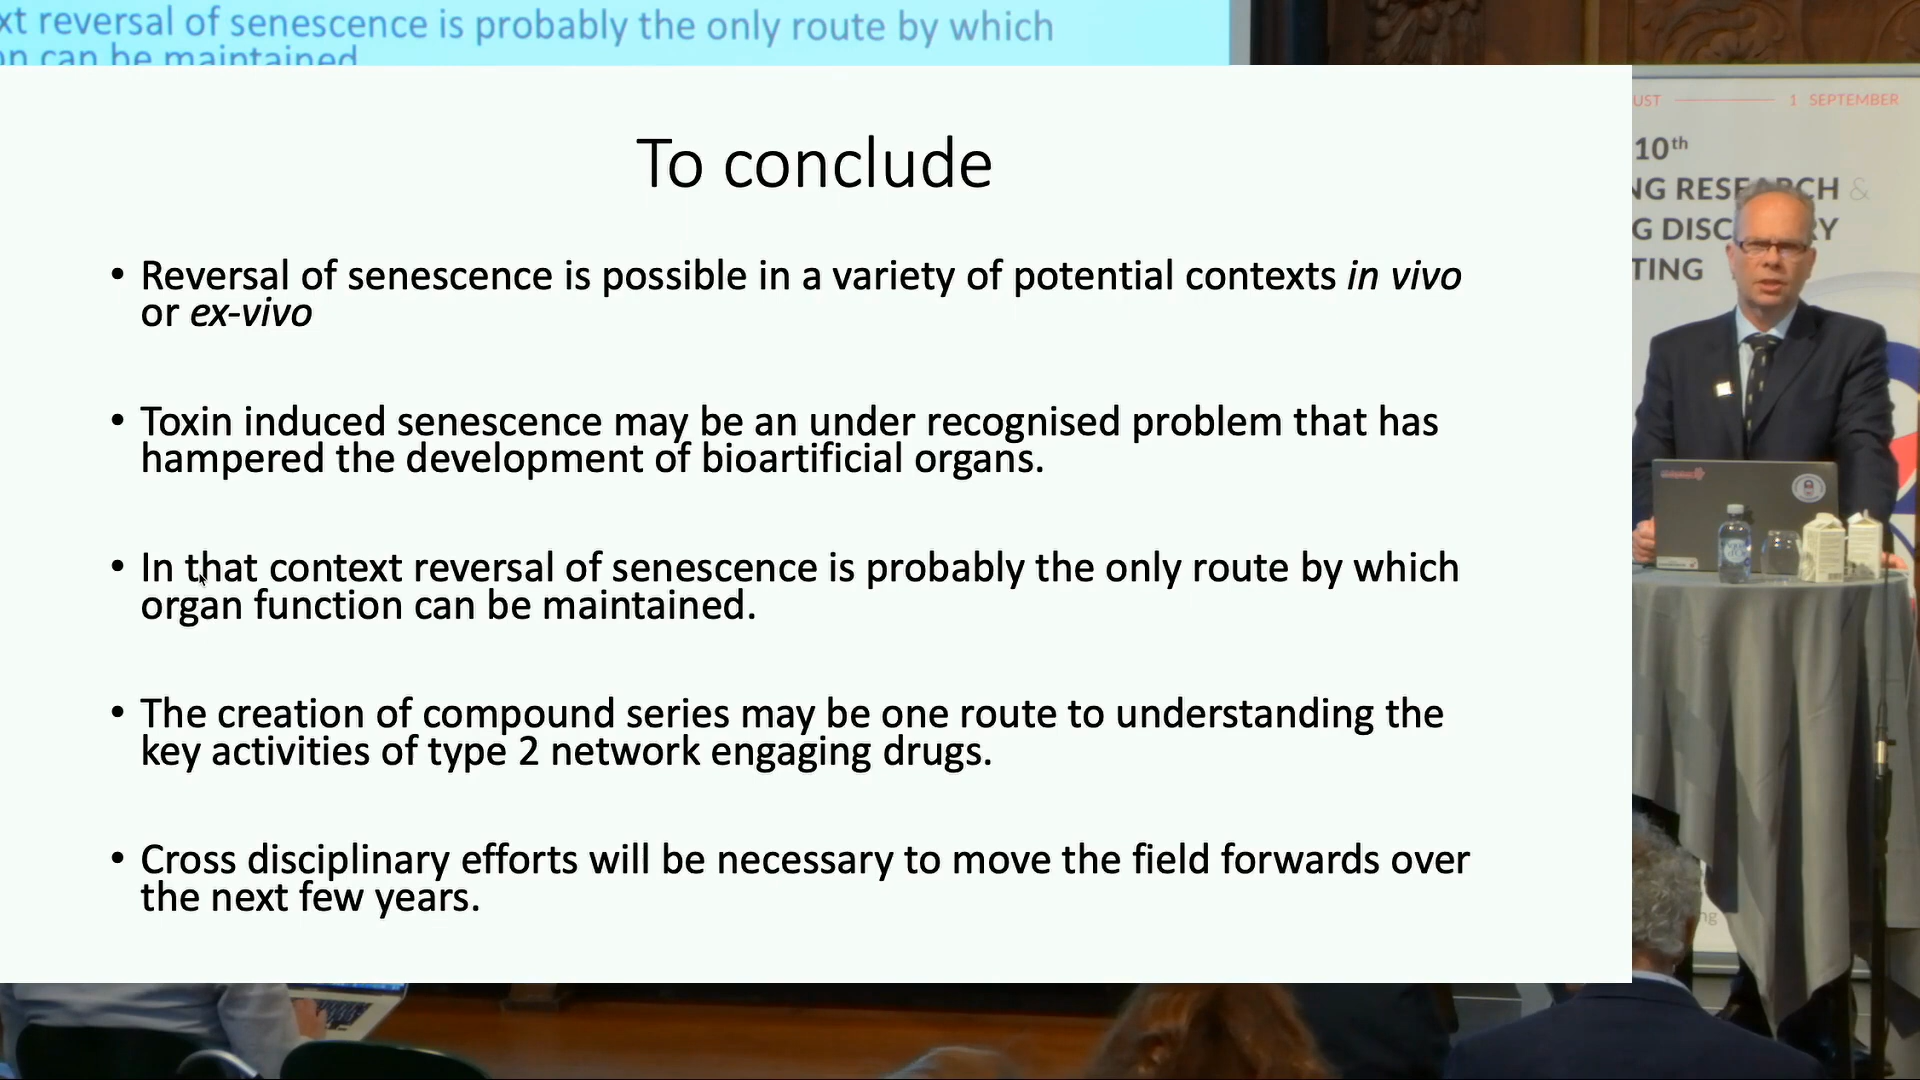 xt reversal of senescence is probably the only route by which
on can be maintained
To conclude
• Reversal of senescence is possible in a variety of potential contexts in vivo
or ex-vivo
• Toxin induced senescence may be an under recognised problem that has
hampered the development of bioartificial organs.
• In that context reversal of senescence is probably the only route by which
organ function can be maintained.
• The creation of compound series may be one route to understanding the
key activities of type 2 network engaging drugs.
• Cross disciplinary efforts will be necessary to move the field forwards over
the next few years.
UST 1 SEPTEMBER
10th
NG RESEARCH &
G DISC RY
TING
ng